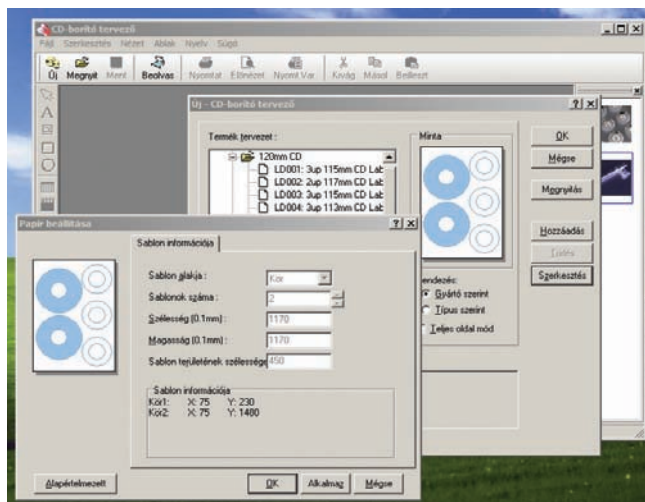 CD-borító tervező
Fájl Szerkesztés Nézet Ablak Nyelv Súgó
Új Megnyit Ment Beolvas Nyomtat Előnézet Nyomt Var Kivág Másol Beilleszt
Új - CD-borító tervező
Termék tervezet :
120mm CD
LD001: 3up 115mm CD Lab
LD002: 2up 117mm CD Lab
LD003: 3up 115mm CD Lab
LD004: 3up 113mm CD Lab
Minta
OK
Mégse
Megnyitás
Hozzáadás
Törlés
Szerkesztés
endezés:
Gyártó szerint
Típus szerint
Teljes oldal mód
Papír beállítása
Sablon információja
Sablon alakja :
Kör
Sablonok száma :
2
Szélesség (0.1mm) :
1170
Magasság (0.1mm) :
1170
Sablon területének szélessége
450
Sablon információja
Kör1: X: 75 Y: 230
Kör2: X: 75 Y: 1480
Alapértelmezett
OK
Alkalmaz
Mégse